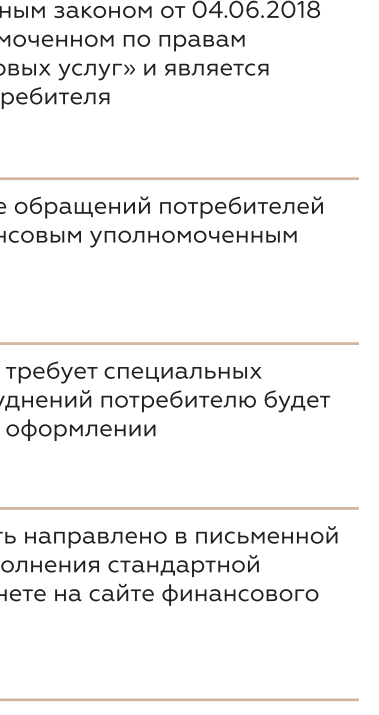 ным законом от 04.06.2018
моченном по правам
овых услуг» и является
ребителя
е обращений потребителей
нсовым уполномоченным
требует специальных
уднений потребителю будет
оформлении
ть направлено в письменной
олнения стандартной
нете на сайте финансового